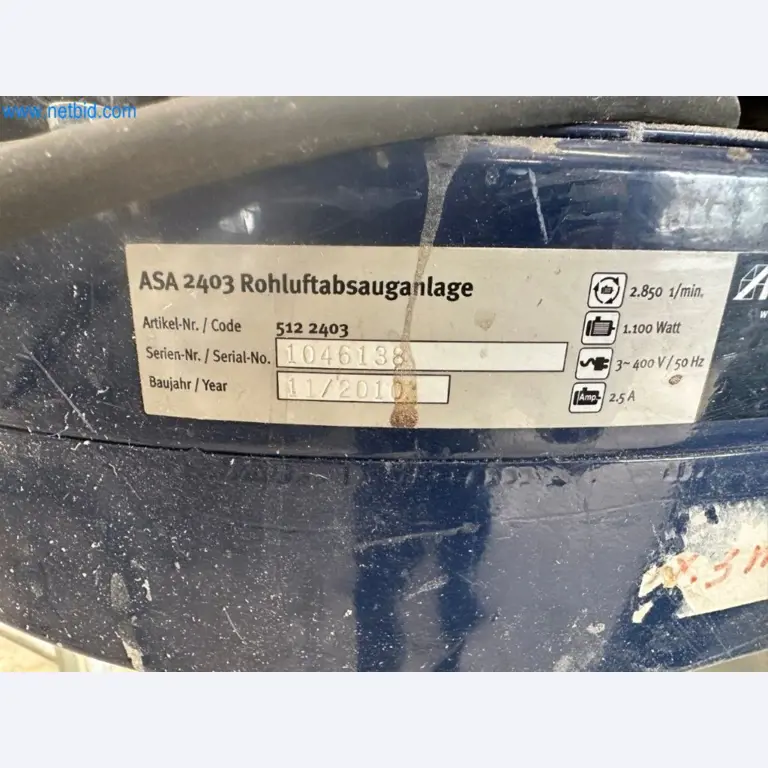 www.netbid.com
ASA 2403 Rohluftabsauganlage
Artikel-Nr. / Code 512 2403
Serien-Nr. / Serial-No. 1046138
Baujahr / Year 11/2010
2.850 1/min.
1.100 Watt
3~ 400 V / 50 Hz
Amp. 2.5 A